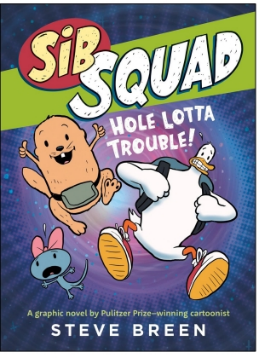 SiB
SQUAD
HOLE LOTTA
TROUBLE!
A graphic novel by Pulitzer Prize–winning cartoonist
STEVE BREEN